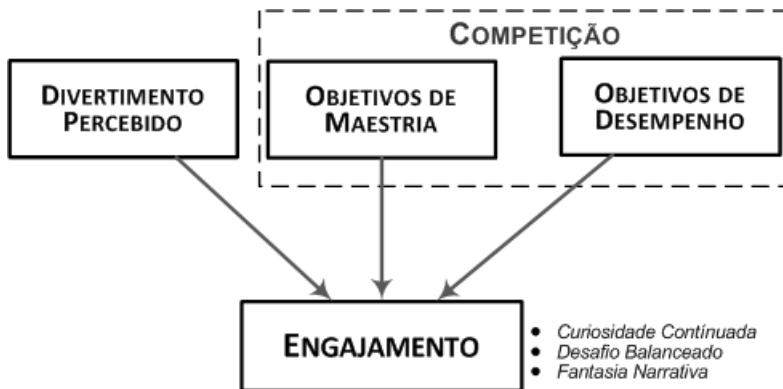 COMPETIÇÃO
DIVERTIMENTO
PERCEBIDO
OBJETIVOS DE
MAESTRIA
OBJETIVOS DE
DESEMPENHO
ENGAJAMENTO
• Curiosidade Contínuada
• Desafio Balanceado
• Fantasia Narrativa